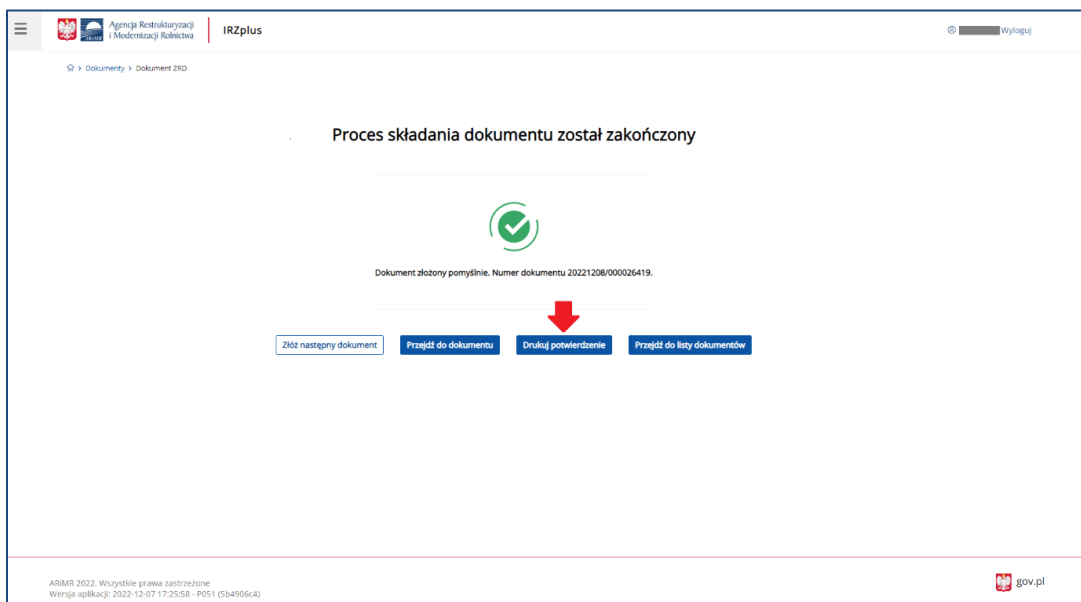 Agencja Restrukturyzacji
i Modernizacji Rolnictwa
IRZplus
Wyloguj
Dokumenty > Dokument ZRD
Proces składania dokumentu został zakończony
Dokument złożony pomyślnie. Numer dokumentu 20221208/000026419.
Złóż następny dokument
Przejdź do dokumentu
Drukuj potwierdzenie
Przejdź do listy dokumentów
ARIMR 2022. Wszystkie prawa zastrzeżone
Wersja aplikacji: 2022-12-07 17:25:58 - P051 (5b4906c4)
gov.pl